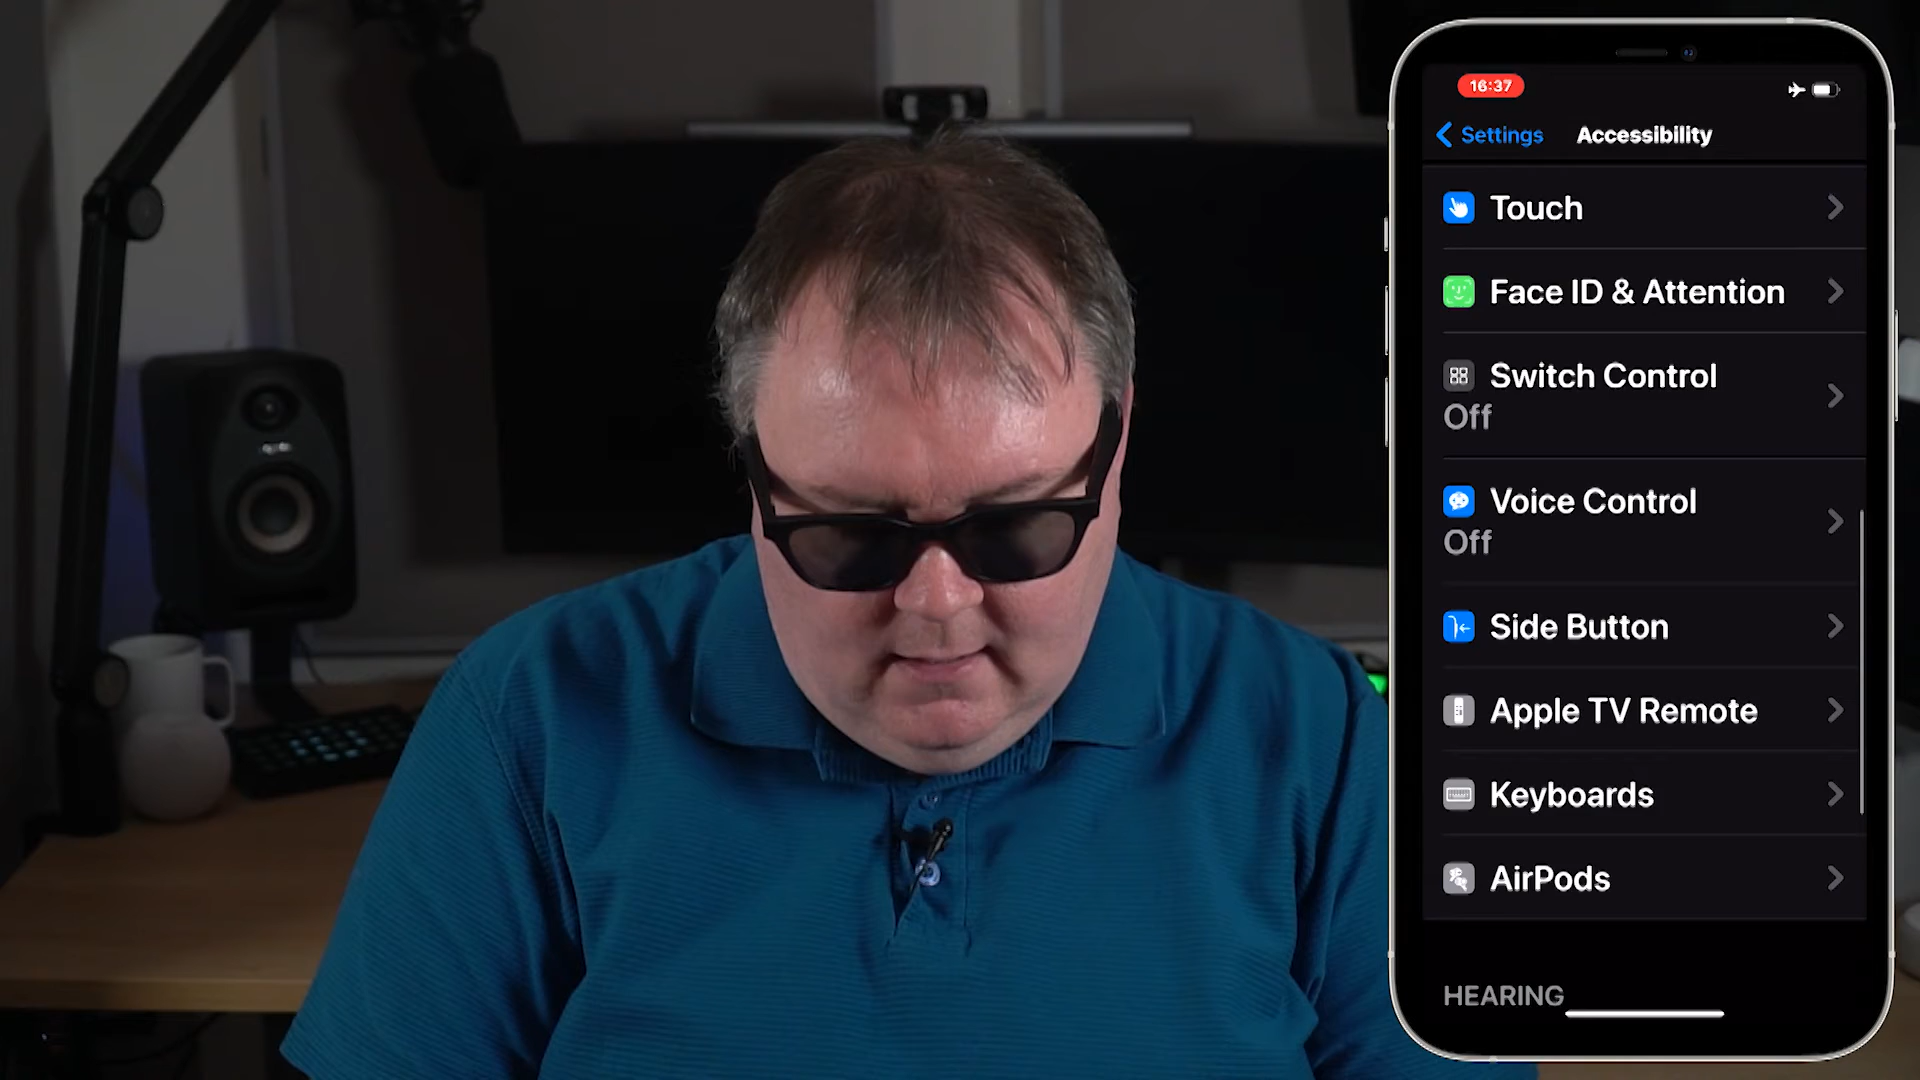 16:37
Settings
Accessibility
Touch
Face ID & Attention
Switch Control
Off
Voice Control
Off
Side Button
Apple TV Remote
Keyboards
AirPods
HEARING